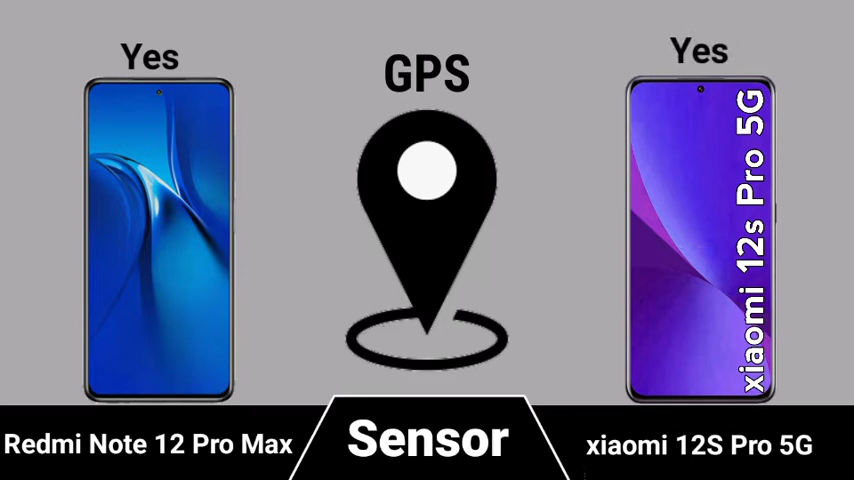 Yes
GPS
Yes
xiaomi 12s Pro 5G
Redmi Note 12 Pro Max
Sensor
xiaomi 12S Pro 5G